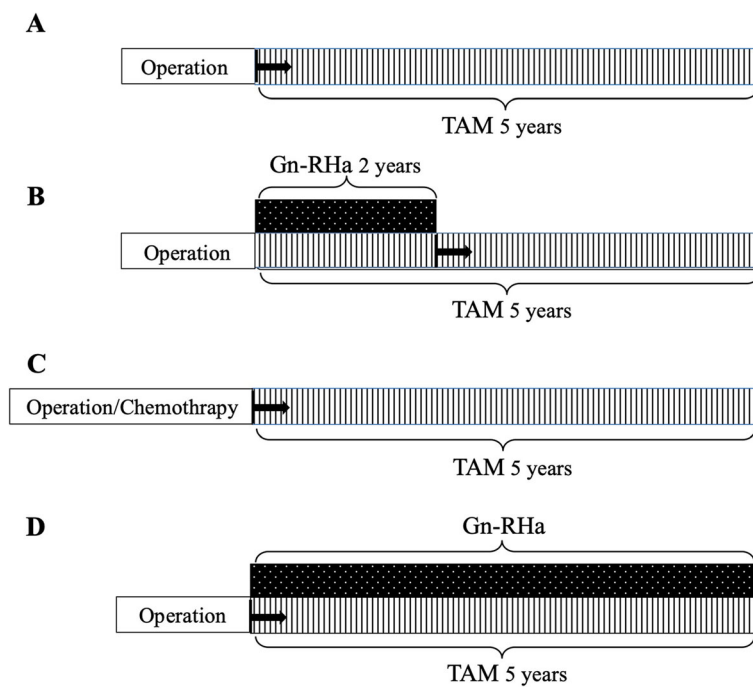 A
Operation
TAM 5 years
Gn-RHa 2 years
B
Operation
TAM 5 years
C
Operation/Chemothrapy
TAM 5 years
D
Gn-RHa
Operation
TAM 5 years